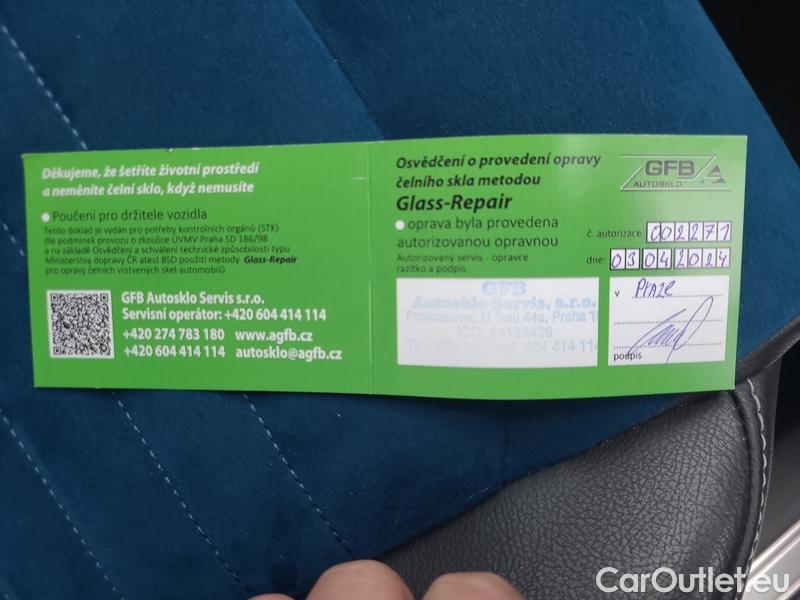 Děkujeme, že šetříte životní prostředí
a neměníte čelní sklo, když nemusíte
Poučení pro držitele vozidla
Tento doklad je vydán pro potřeby kontrolních orgánů (STK)
dle podmínek provozu o zkoušce UVMV Praha SD 186/98
a na základě Osvědčení a schválení technické způsobilosti typu
Ministerstva dopravy ČR atest 8SD použití metody Glass-Repair
pro opravy čelních vrstvených skel automobilů
GFB Autosklo Servis s.r.o.
Servisní operátor: +420 604 414 114
+420 274 783 180 www.agfb.cz
+420 604 414 114 autosklo@agfb.cz
Osvědčení o provedení opravy
čelního skla metodou
Glass-Repair
oprava byla provedena
autorizovanou opravnou
Autorizovaný servis - opravce
razítko a podpis
GFB
Autosklo Servis, s.r.o.
Provozovna: U Trati 44a, Praha 10
IČO: 24133426
604 414 114
GFB
AUTOSKLO
č. autorizace 002271
dne: 03042024
v PRAZE
podpis
CarOutlet.eu